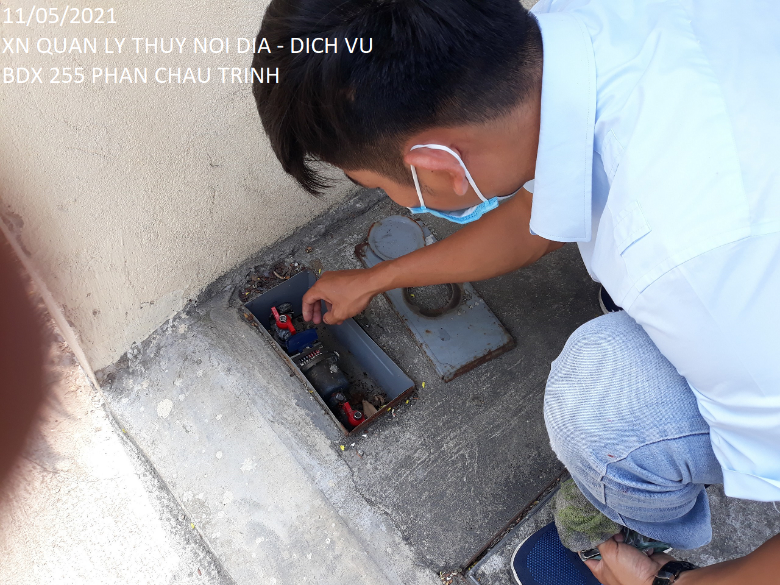 11/05/2021
XN QUAN LY THUY NOI DIA - DICH VU
BDX 255 PHAN CHAU TRINH